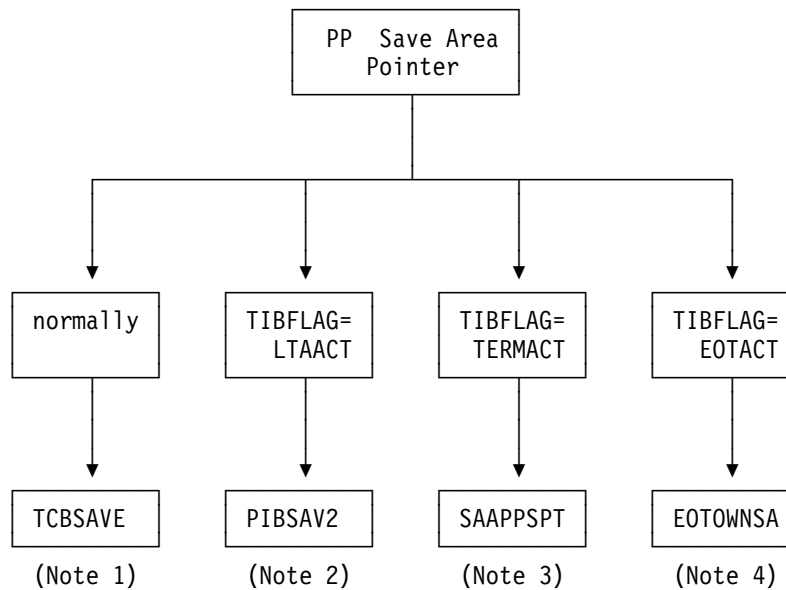 PP Save Area
Pointer
normally
TIBFLAG=
LTAACT
TIBFLAG=
TERMACT
TIBFLAG=
EOTACT
TCBSAVE
PIBSAV2
SAAPPSPT
EOTOWNSA
(Note 1)
(Note 2)
(Note 3)
(Note 4)